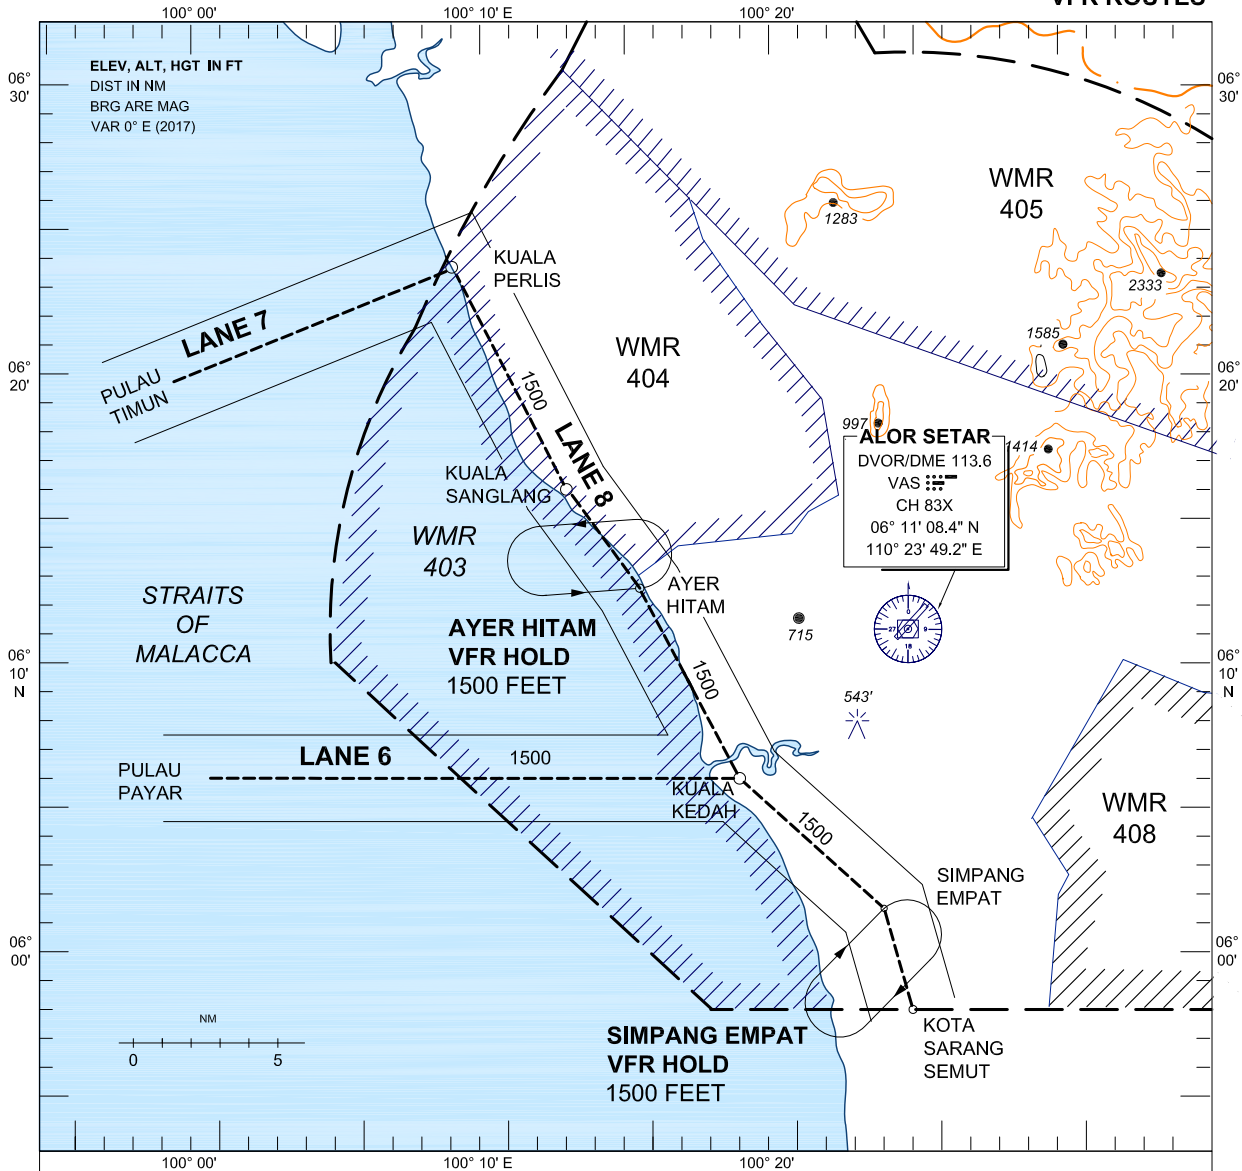 VFR ROUTES
100° 00'
100° 10' E
100° 20'
ELEV, ALT, HGT IN FT
DIST IN NM
BRG ARE MAG
VAR 0° E (2017)
06°
30'
06°
30'
WMR
405
1283
2333
1585
KUALA
PERLIS
LANE 7
PULAU
TIMUN
WMR
404
1500
06°
20'
06°
20'
LANE 8
997
1414
ALOR SETAR
DVOR/DME 113.6
VAS
CH 83X
06° 11' 08.4" N
110° 23' 49.2" E
KUALA
SANGLANG
WMR
403
STRAITS
OF
MALACCA
AYER
HITAM
AYER HITAM
VFR HOLD
1500 FEET
715
0
27
9
18
06°
10'
N
06°
10'
N
1500
543'
LANE 6
1500
PULAU
PAYAR
KUALA
KEDAH
1500
WMR
408
SIMPANG
EMPAT
06°
00'
06°
00'
NM
0
5
SIMPANG EMPAT
VFR HOLD
1500 FEET
KOTA
SARANG
SEMUT
100° 00'
100° 10' E
100° 20'